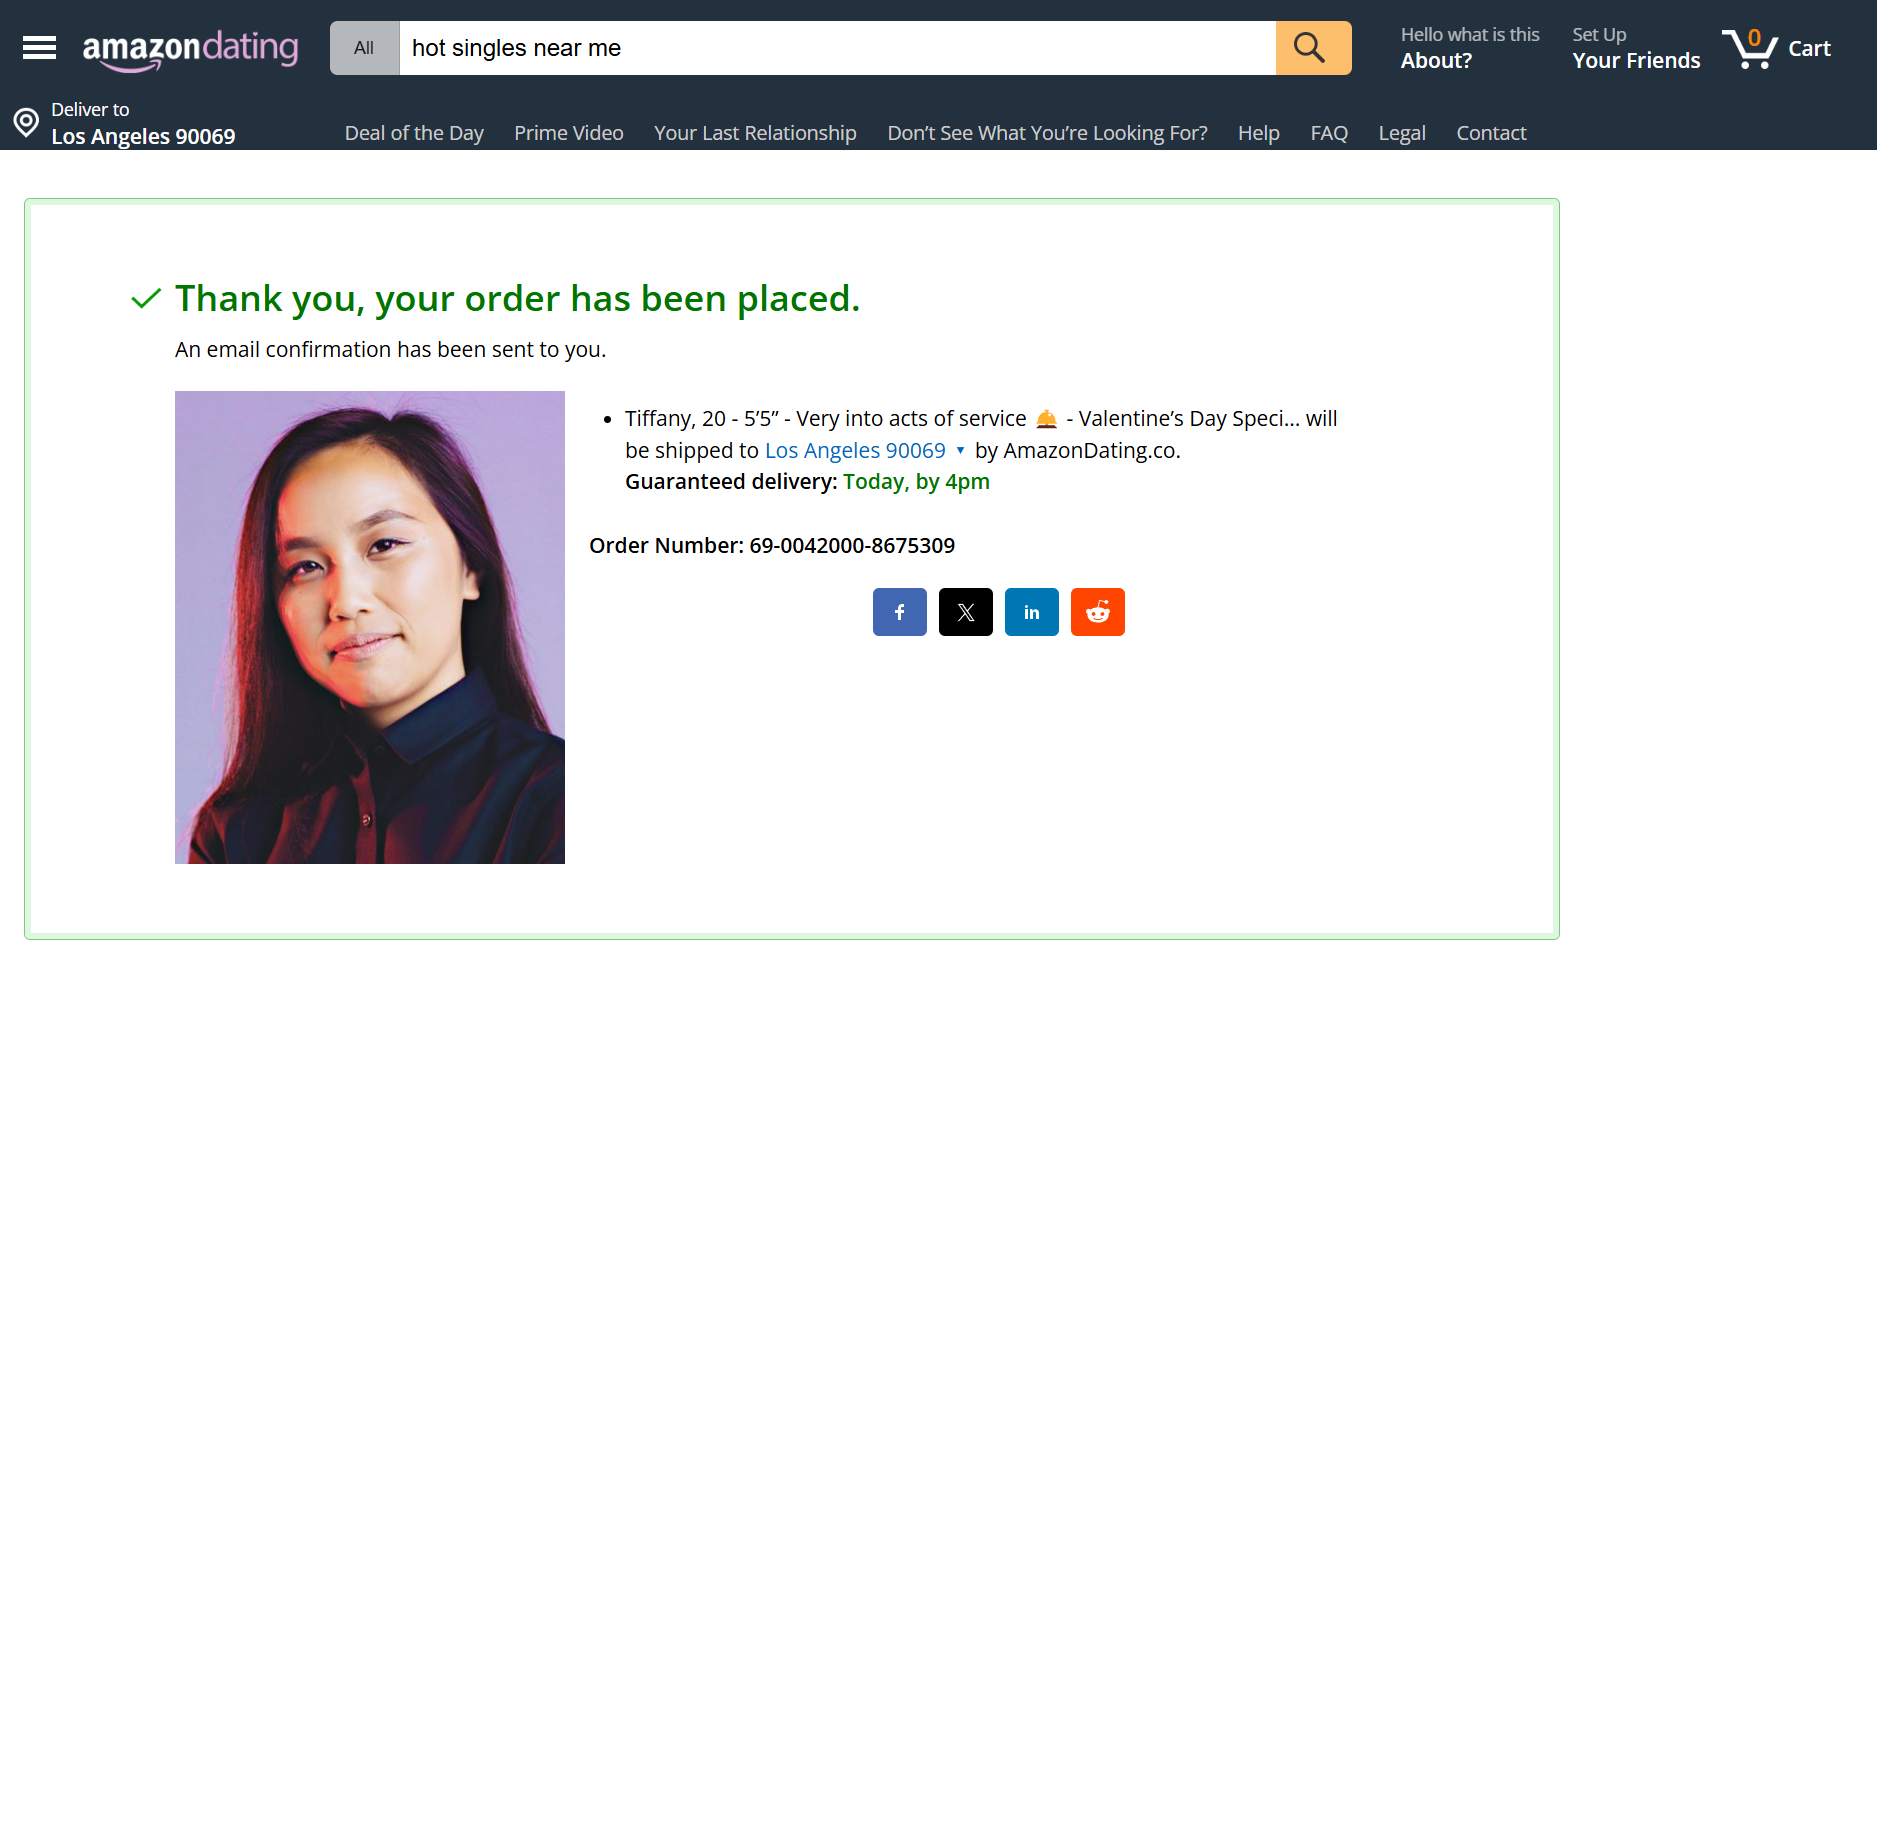 amazondating
All
hot singles near me
Hello what is this
About?
Set Up
Your Friends
0
Cart
Deliver to
Los Angeles 90069
Deal of the Day
Prime Video
Your Last Relationship
Don’t See What You’re Looking For?
Help
FAQ
Legal
Contact
Thank you, your order has been placed.
An email confirmation has been sent to you.
Tiffany, 20 - 5’5” - Very into acts of service 🛎️ - Valentine’s Day Speci... will
be shipped to Los Angeles 90069 ▾ by AmazonDating.co.
Guaranteed delivery: Today, by 4pm
Order Number: 69-0042000-8675309
f
X
in